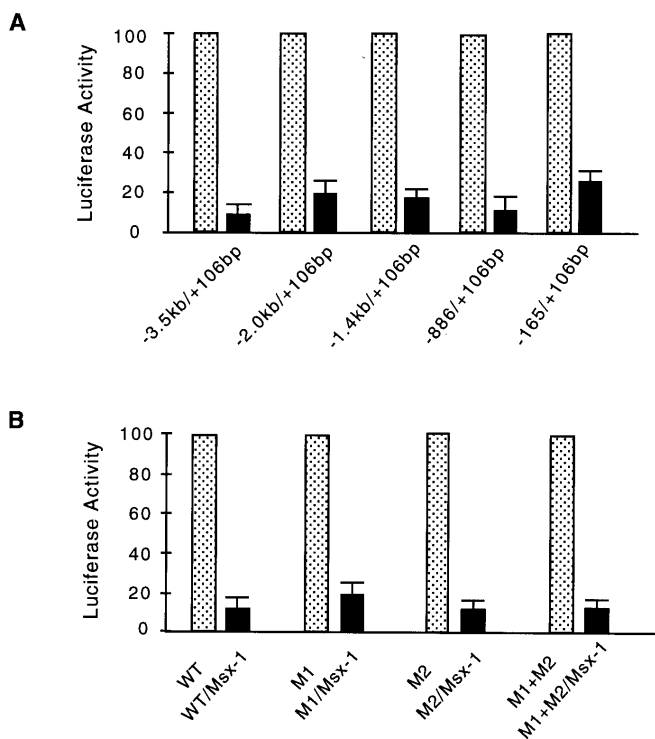 A
Luciferase Activity
100
80
60
40
20
0
-3.5kb/+106bp
-2.0kb/+106bp
-1.4kb/+106bp
-886/+106bp
-165/+106bp
B
Luciferase Activity
100
80
60
40
20
0
WT
WT/Msx-1
M1
M1/Msx-1
M2
M2/Msx-1
M1+M2
M1+M2/Msx-1